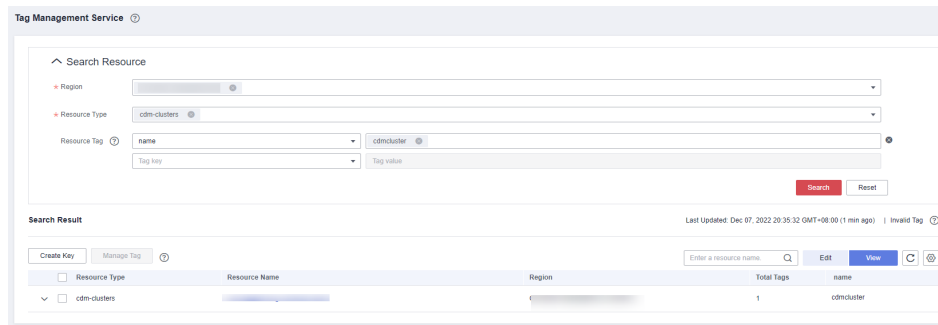 Tag Management Service ?
Search Resource
* Region
* Resource Type cdm-clusters
Resource Tag ? name cdmcluster
Tag key Tag value
Search Reset
Search Result Last Updated: Dec 07, 2022 20:35:32 GMT+08:00 (1 min ago) | Invalid Tag ?
Create Key Manage Tag ? Enter a resource name. Edit View
Resource Type Resource Name Region Total Tags name
cdm-clusters 1 cdmcluster